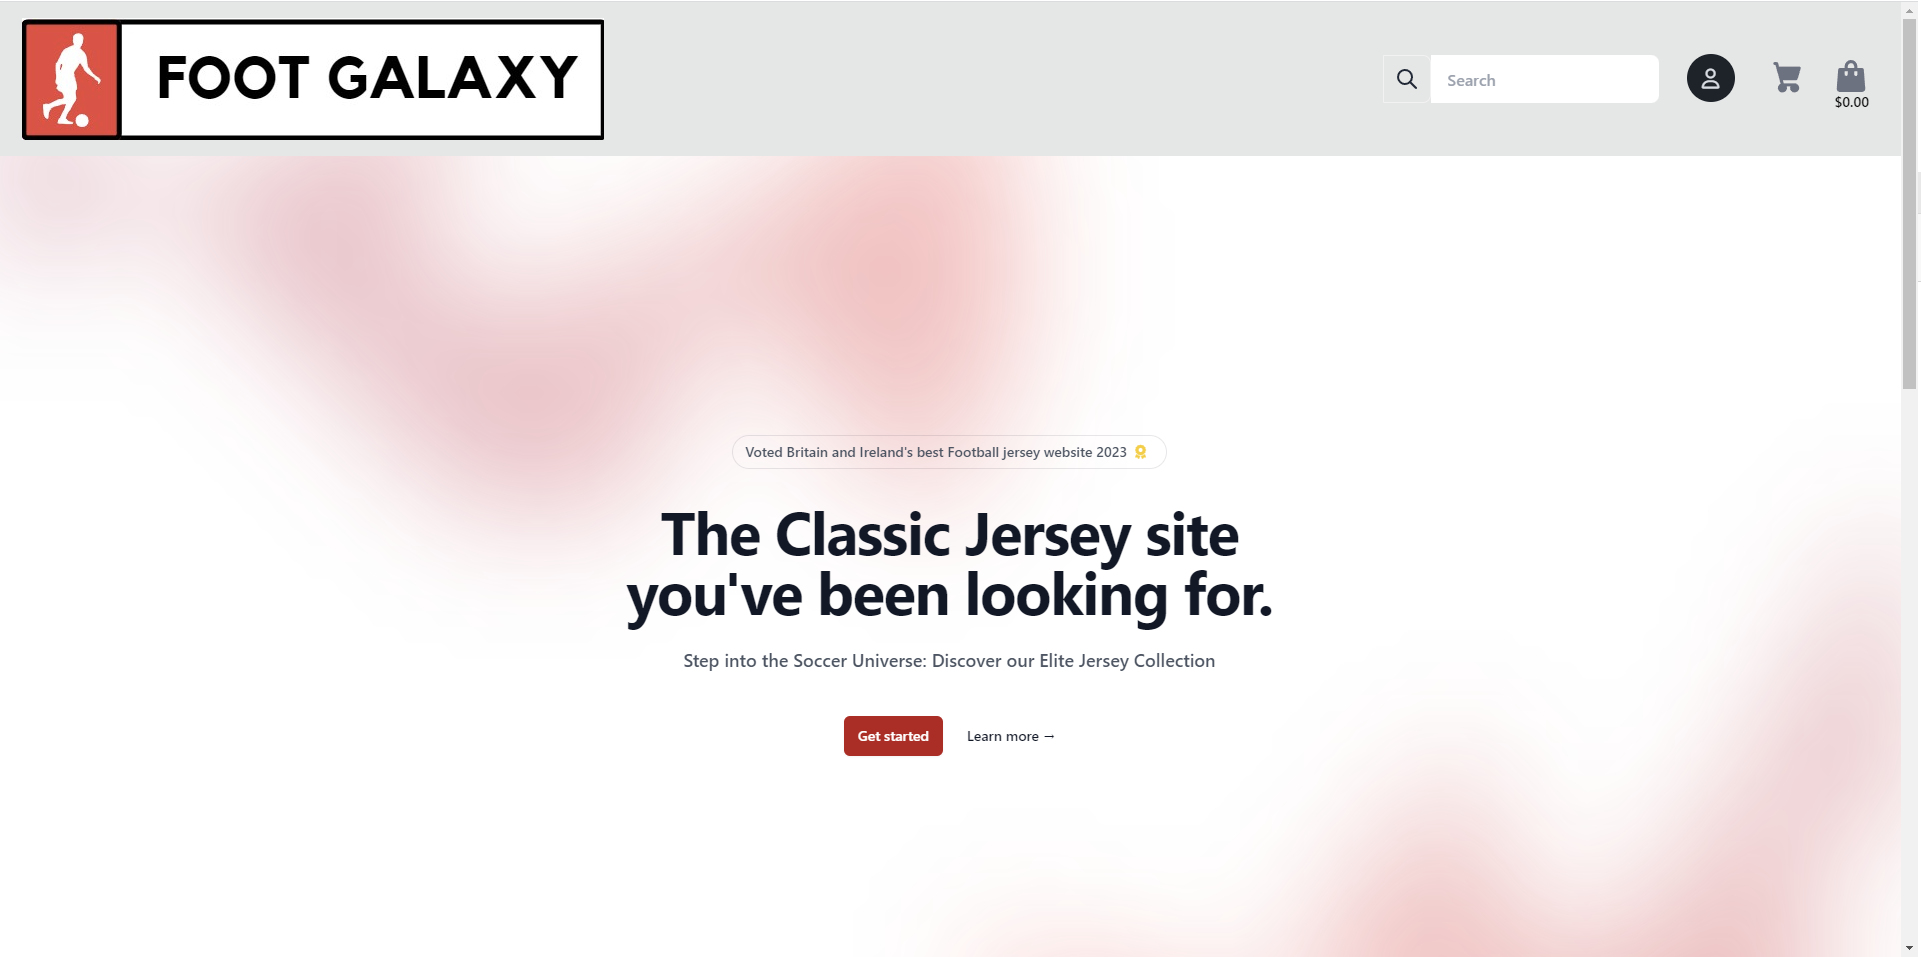 FOOT GALAXY
Search
$0.00
Voted Britain and Ireland's best Football jersey website 2023
The Classic Jersey site
you've been looking for.
Step into the Soccer Universe: Discover our Elite Jersey Collection
Get started
Learn more →